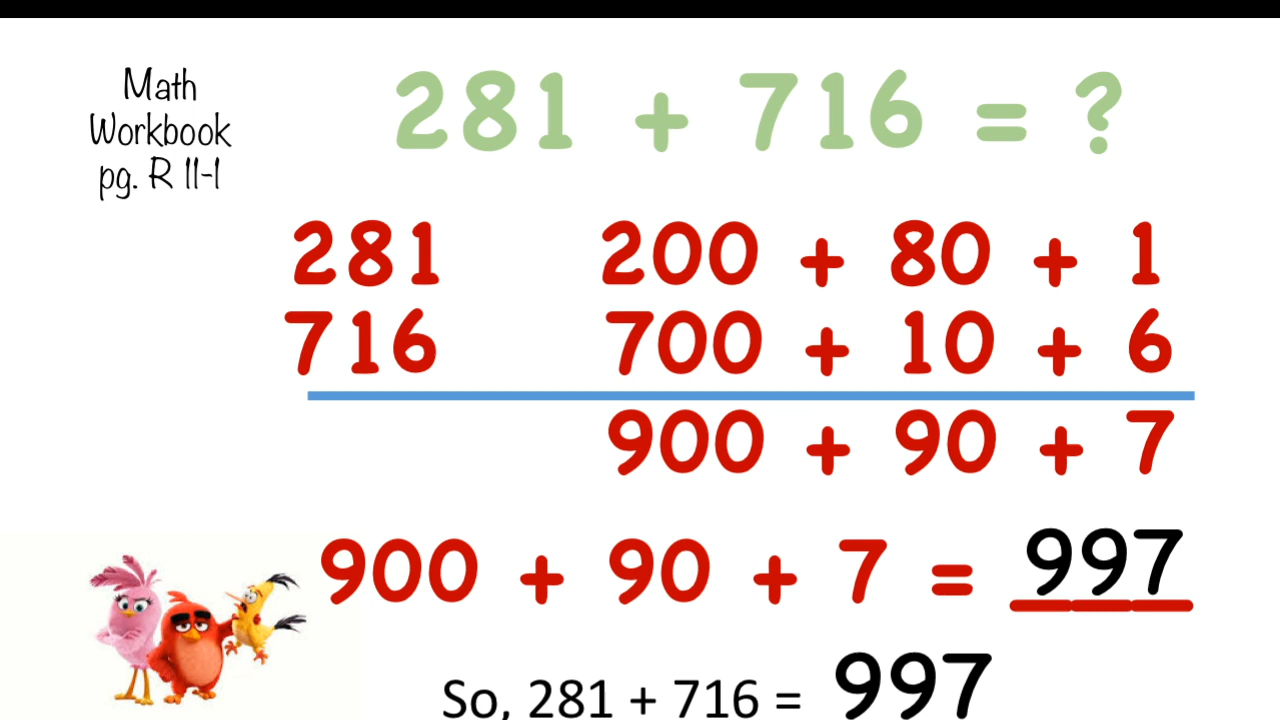 Math
Workbook
pg. R 11-1
281 + 716 = ?
281 200 + 80 + 1
716 700 + 10 + 6
900 + 90 + 7
900 + 90 + 7 = 997
So, 281 + 716 = 997